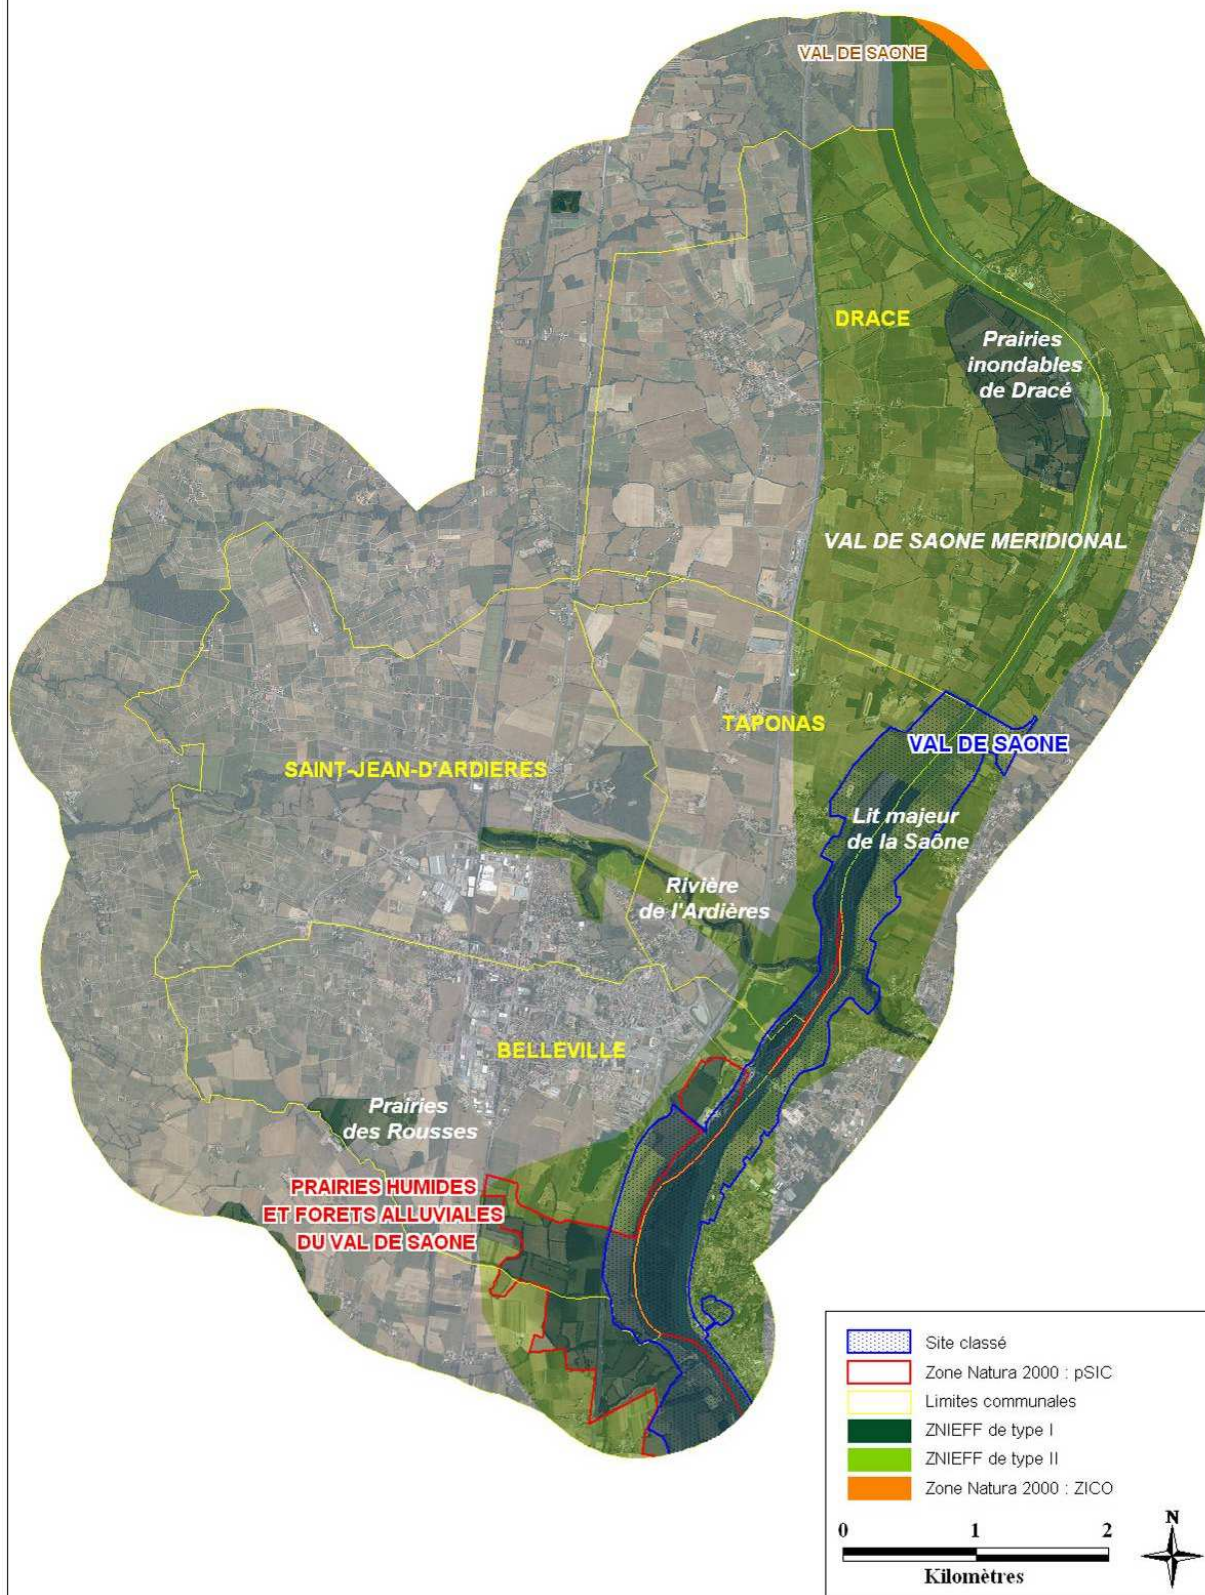 VAL DE SAONE
DRACE
Prairies
inondables
de Dracé
VAL DE SAONE MERIDIONAL
TAPONAS
VAL DE SAONE
SAINT-JEAN-D'ARDIERES
Lit majeur
de la Saône
Rivière
de l'Ardières
BELLEVILLE
Prairies
des Rousses
PRAIRIES HUMIDES
ET FORETS ALLUVIALES
DU VAL DE SAONE
Site classé
Zone Natura 2000 : pSIC
Limites communales
ZNIEFF de type I
ZNIEFF de type II
Zone Natura 2000 : ZICO
0 1 2
Kilomètres
N